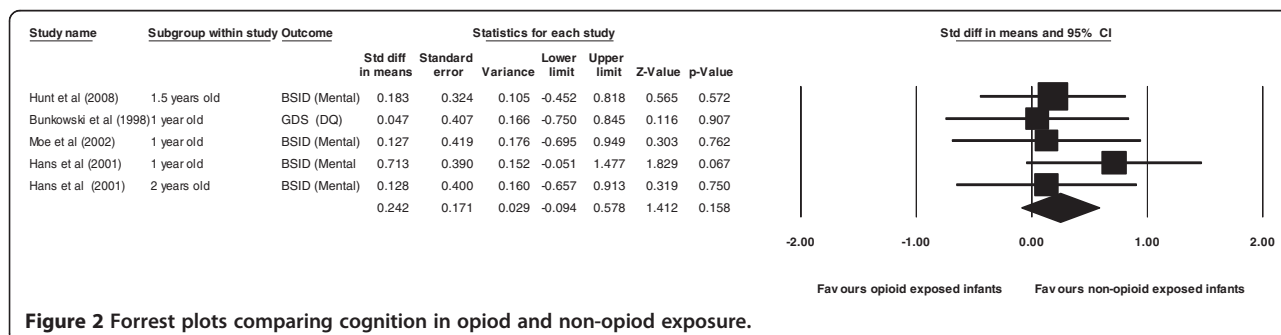 Study name Subgroup within study Outcome Statistics for each study Std diff in means and 95% CI
Std diff in means Standard error Variance Lower limit Upper limit Z-Value p-Value
Hunt et al (2008) 1.5 years old BSID (Mental) 0.183 0.324 0.105 -0.452 0.818 0.565 0.572
Bunkowski et al (1998) 1 year old GDS (DQ) 0.047 0.407 0.166 -0.750 0.845 0.116 0.907
Moe et al (2002) 1 year old BSID (Mental) 0.127 0.419 0.176 -0.695 0.949 0.303 0.762
Hans et al (2001) 1 year old BSID (Mental 0.713 0.390 0.152 -0.051 1.477 1.829 0.067
Hans et al (2001) 2 years old BSID (Mental) 0.128 0.400 0.160 -0.657 0.913 0.319 0.750
0.242 0.171 0.029 -0.094 0.578 1.412 0.158
-2.00 -1.00 0.00 1.00 2.00
Favours opioid exposed infants Favours non-opioid exposed infants
Figure 2 Forrest plots comparing cognition in opiod and non-opiod exposure.